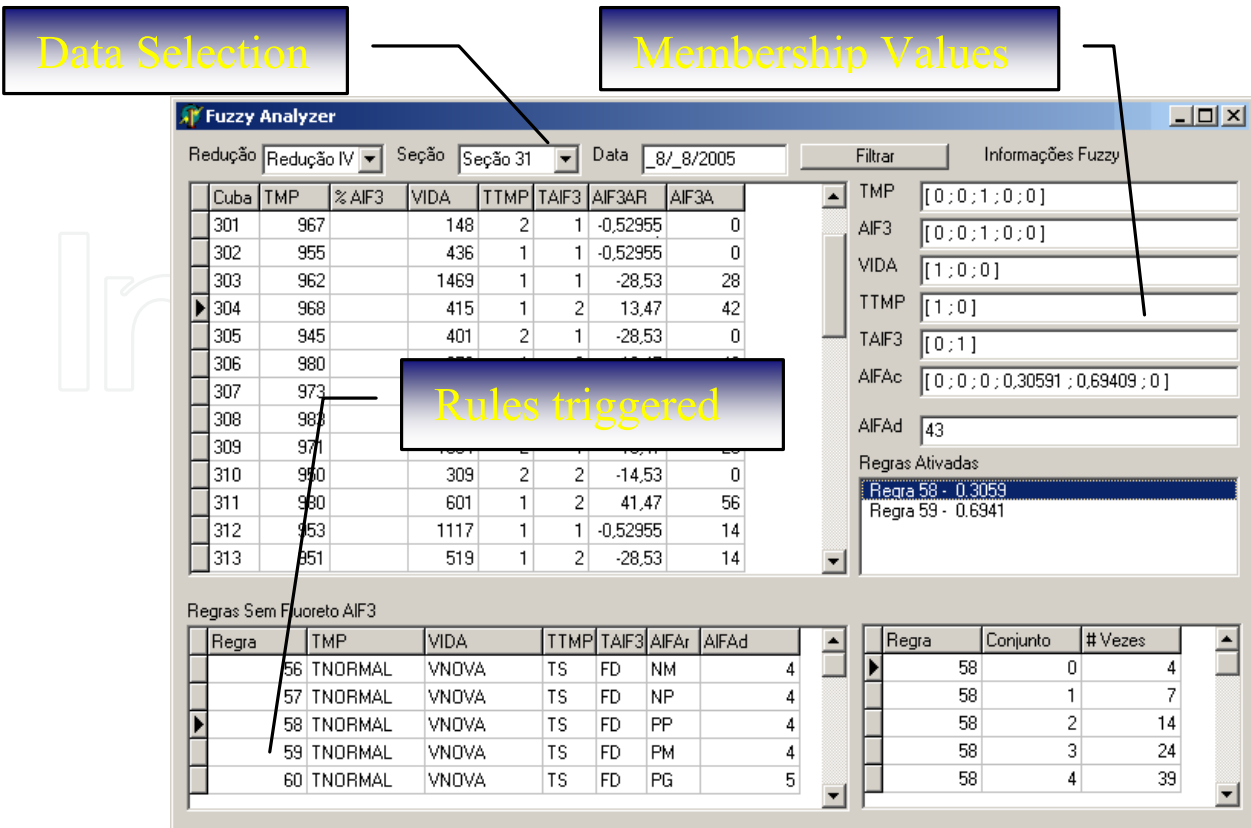 Data Selection
Membership Values
Fuzzy Analyzer
Redução Redução IV Seção Seção 31 Data _8/_8/2005 Filtrar Informações Fuzzy
Cuba TMP % AlF3 VIDA TTMP TAlF3 AlF3AR AlF3A
301 967 148 2 1 -0,52955 0
302 955 436 1 1 -0,52955 0
303 962 1469 1 1 -28,53 28
304 968 415 1 2 13,47 42
305 945 401 2 1 -28,53 0
306 980
307 973
308 983
309 971
310 950 309 2 2 -14,53 0
311 980 601 1 2 41,47 56
312 953 1117 1 1 -0,52955 14
313 951 519 1 2 -28,53 14
Rules triggered
TMP [ 0 ; 0 ; 1 ; 0 ; 0 ]
AlF3 [ 0 ; 0 ; 1 ; 0 ; 0 ]
VIDA [ 1 ; 0 ; 0 ]
TTMP [ 1 ; 0 ]
TAlF3 [ 0 ; 1 ]
AlFAc [ 0 ; 0 ; 0 ; 0,30591 ; 0,69409 ; 0 ]
AlFAd 43
Regras Ativadas
Regra 58 - 0.3059
Regra 59 - 0.6941
Regras Sem Fluoreto AlF3
Regra TMP VIDA TTMP TAlF3 AlFAr AlFAd
56 TNORMAL VNOVA TS FD NM 4
57 TNORMAL VNOVA TS FD NP 4
58 TNORMAL VNOVA TS FD PP 4
59 TNORMAL VNOVA TS FD PM 4
60 TNORMAL VNOVA TS FD PG 5
Regra Conjunto # Vezes
58 0 4
58 1 7
58 2 14
58 3 24
58 4 39